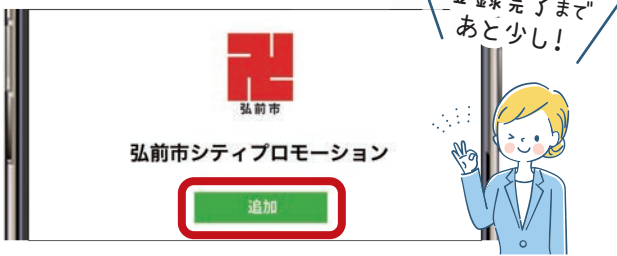 登録完了まで
あと少し!
弘前市
弘前市シティプロモーション
追加